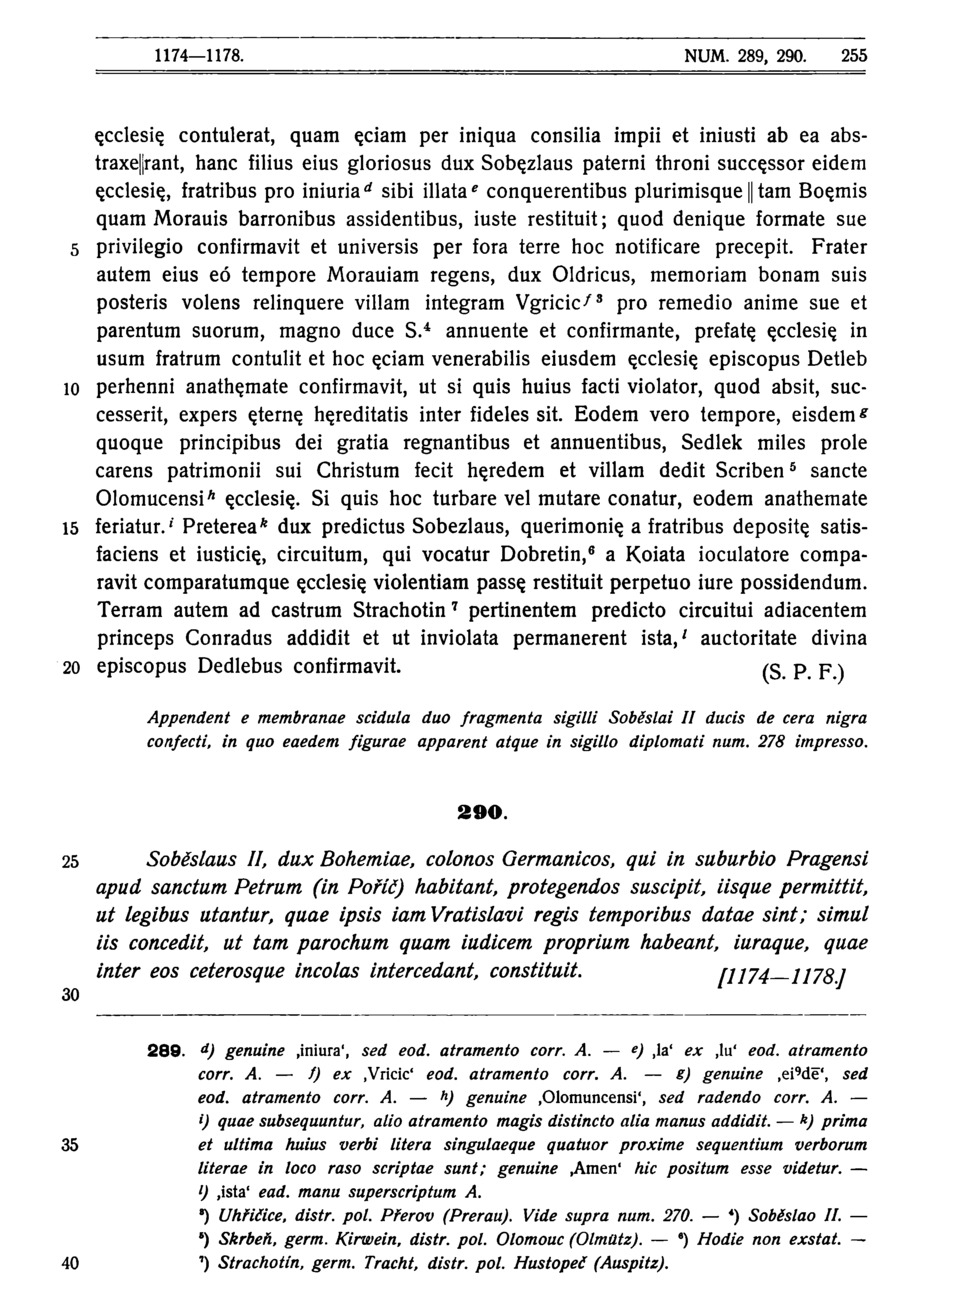 1174—1178. NUM. 289, 290. 255
ęcclesię contulerat, quam ęciam per iniqua consilia impii et iniusti ab ea abs-
traxe||rant, hanc filius eius gloriosus dux Sobęzlaus paterni throni succęssor eidem
ęcclesię, fratribus pro iniuria d sibi illata e conquerentibus plurimisque || tam Boęmis
quam Morauis barronibus assidentibus, iuste restituit; quod denique formate sue
5 privilegio confirmavit et universis per fora terre hoc notificare precepit. Frater
autem eius eó tempore Morauiam regens, dux Oldricus, memoriam bonam suis
posteris volens relinquere villam integram Vgricic f 3 pro remedio anime sue et
parentum suorum, magno duce S.4 annuente et confirmante, prefatę ęcclesię in
usum fratrum contulit et hoc ęciam venerabilis eiusdem ęcclesię episcopus Detleb
10 perhenni anathęmate confirmavit, ut si quis huius facti violator, quod absit, suc-
cesserit, expers ęternę hęreditatis inter fideles sit. Eodem vero tempore, eisdem g
quoque principibus dei gratia regnantibus et annuentibus, Sedlek miles prole
carens patrimonii sui Christum fecit hęredem et villam dedit Scriben 5 sancte
Olomucensi h ęcclesię. Si quis hoc turbare vel mutare conatur, eodem anathemate
15 feriatur. i Preterea k dux predictus Sobezlaus, querimonię a fratribus depositę satis-
faciens et iusticię, circuitum, qui vocatur Dobretin,6 a Koiata ioculatore compa-
ravit comparatumque ęcclesię violentiam passę restituit perpetuo iure possidendum.
Terram autem ad castrum Strachotin 7 pertinentem predicto circuitui adiacentem
princeps Conradus addidit et ut inviolata permanerent ista, l auctoritate divina
20 episcopus Dedlebus confirmavit. (S. P. F.)
Appendent e membranae scidula duo fragmenta sigilli Soběslai II ducis de cera nigra
confecti, in quo eaedem figurae apparent atque in sigillo diplomati num. 278 impresso.
290.
25 Soběslaus II, dux Bohemiae, colonos Germanicos, qui in suburbio Pragensi
apud sanctum Petrum (in Poříč) habitant, protegendos suscipit, iisque permittit,
ut legibus utantur, quae ipsis iam Vratislavi regis temporibus datae sint; simul
iis concedit, ut tam parochum quam iudicem proprium habeant, iuraque, quae
inter eos ceterosque incolas intercedant, constituit. [1174—1178.]
30
289. d) genuine ‚iniura‘, sed eod. atramento corr. A. — e) ‚la‘ ex ‚lu‘ eod. atramento
corr. A. — f) ex ‚Vricic‘ eod. atramento corr. A. — g) genuine ‚ei⁹dē‘, sed
eod. atramento corr. A. — h) genuine ‚Olomuncensi‘, sed radendo corr. A. —
i) quae subsequuntur, alio atramento magis distincto alia manus addidit. — k) prima
35 et ultima huius verbi litera singulaeque quatuor proxime sequentium verborum
literae in loco raso scriptae sunt; genuine ‚Amen‘ hic positum esse videtur. —
l) ‚ista‘ ead. manu superscriptum A.
3) Uhřičice, distr. pol. Přerov (Prerau). Vide supra num. 270. — 4) Soběslao II. —
5) Skrbeň, germ. Kirwein, distr. pol. Olomouc (Olmütz). — 6) Hodie non exstat. —
40 7) Strachotín, germ. Tracht, distr. pol. Hustopeč (Auspitz).